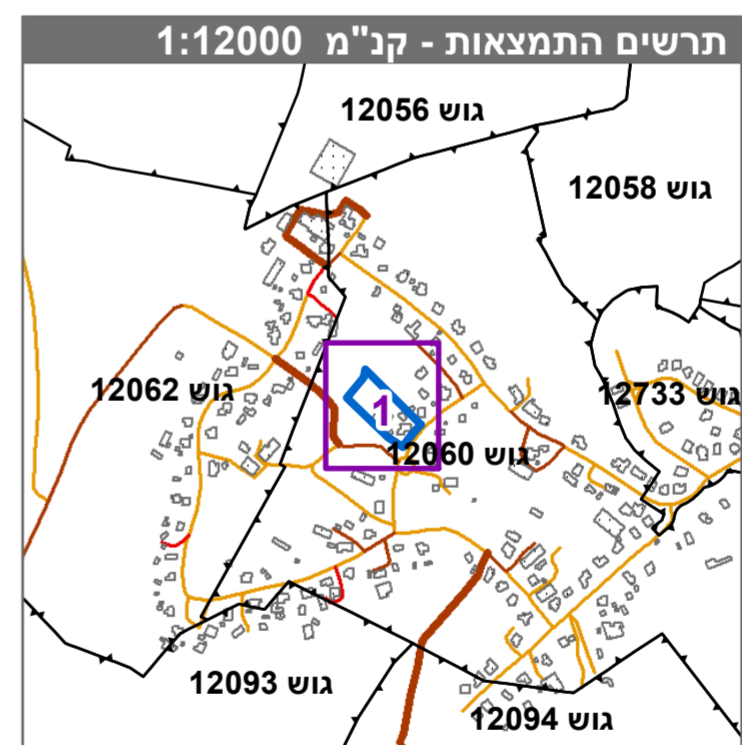 תרשים התמצאות - קנ"מ 1:12000
גוש 12056
גוש 12058
גוש 12062
גוש 12733
1
גוש 12060
גוש 12093
גוש 12094